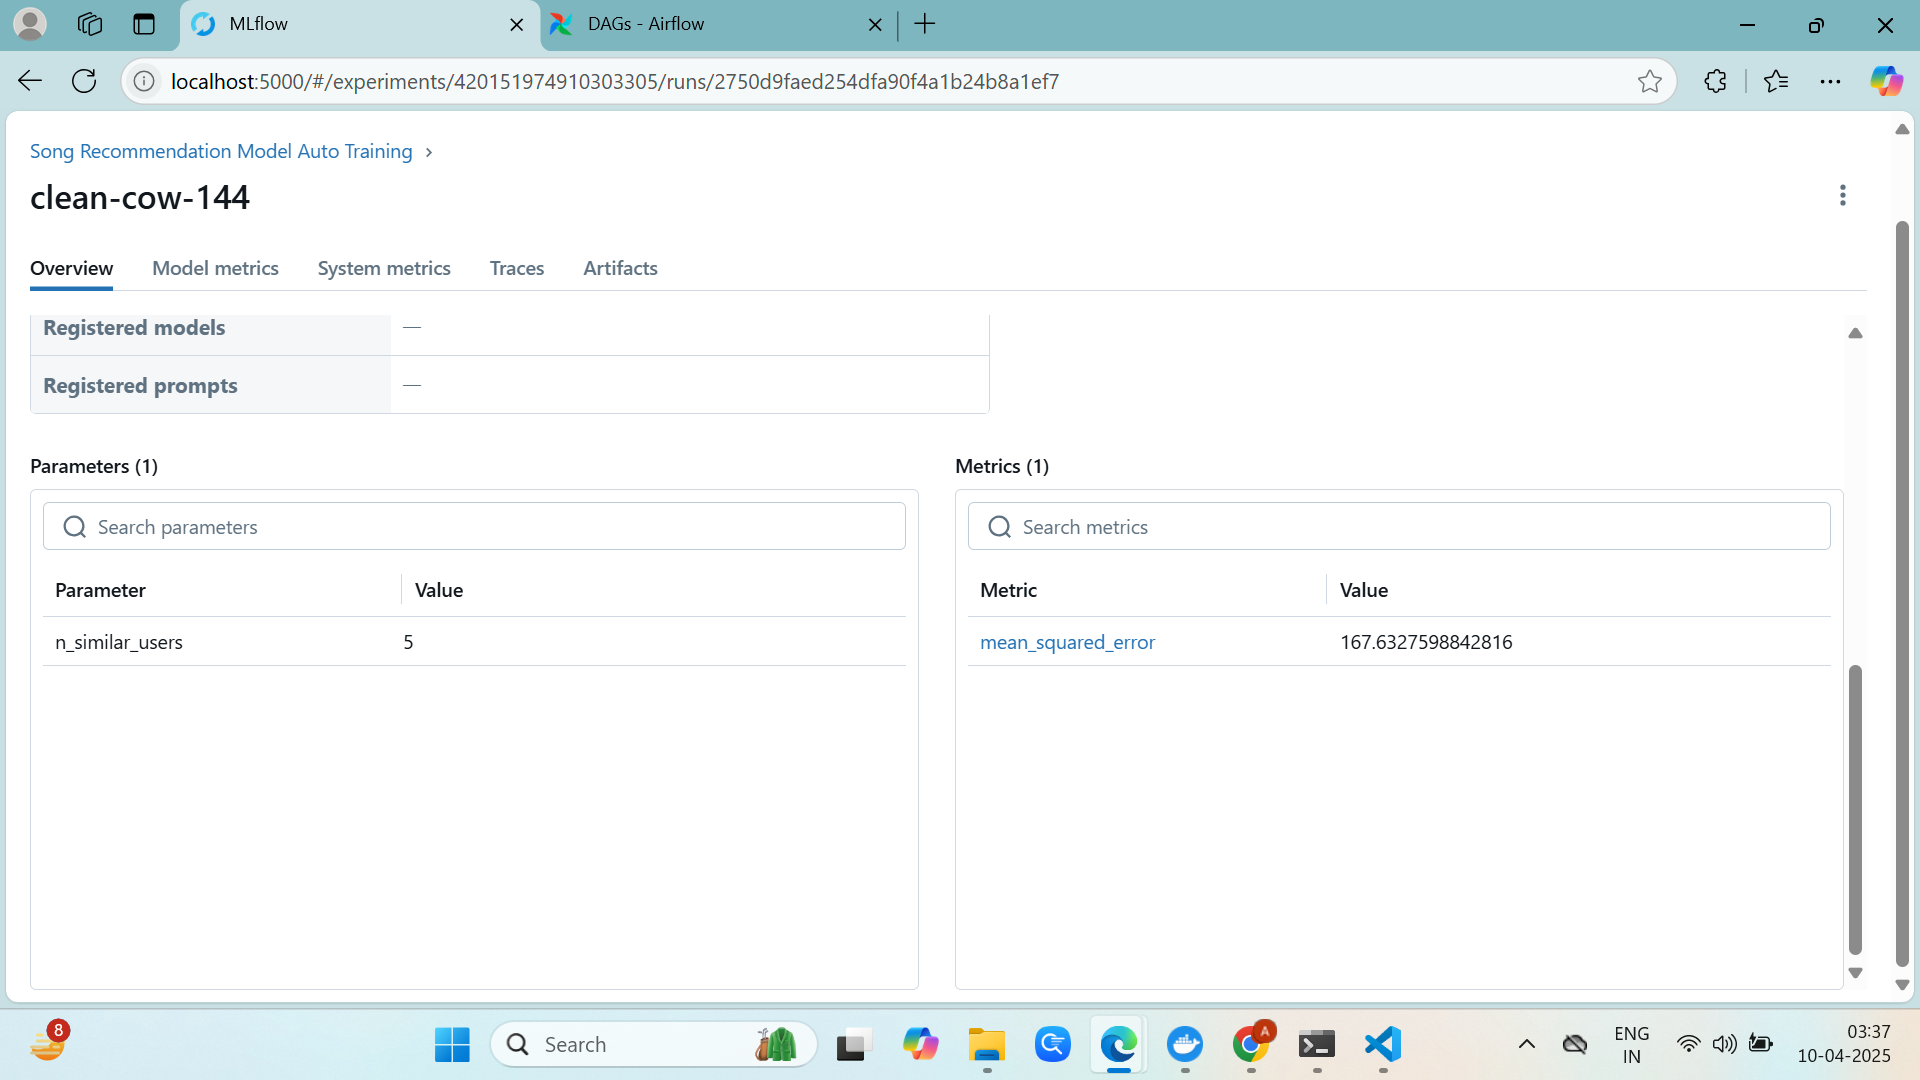 MLflow
DAGs - Airflow
localhost:5000/#/experiments/420151974910303305/runs/2750d9faed254dfa90f4a1b24b8a1ef7
Song Recommendation Model Auto Training
clean-cow-144
Overview
Model metrics
System metrics
Traces
Artifacts
Registered models
—
Registered prompts
—
Parameters (1)
Search parameters
Parameter
Value
n_similar_users
5
Metrics (1)
Search metrics
Metric
Value
mean_squared_error
167.6327598842816
8
Search
A
ENG
IN
03:37
10-04-2025